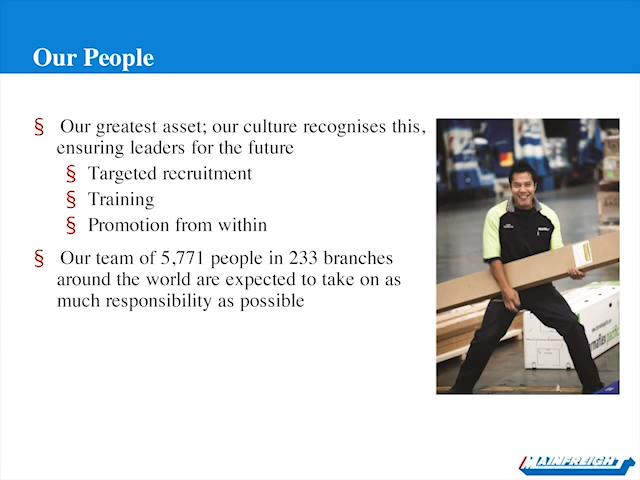 Our People
§ Our greatest asset; our culture recognises this,
ensuring leaders for the future
§ Targeted recruitment
§ Training
§ Promotion from within
§ Our team of 5,771 people in 233 branches
around the world are expected to take on as
much responsibility as possible
MAINFREIGHT